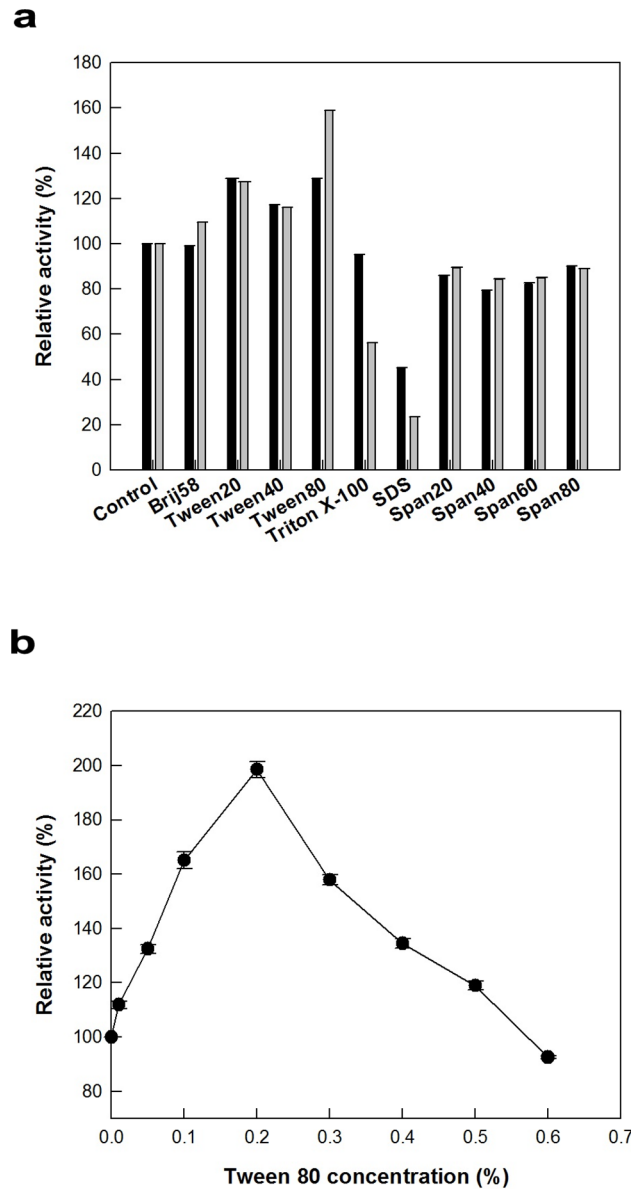 a
180
160
140
120
100
80
60
40
20
0
Relative activity (%)
Control
Brij58
Tween20
Tween40
Tween80
Triton X-100
SDS
Span20
Span40
Span60
Span80
b
220
200
180
160
140
120
100
80
Relative activity (%)
0.0 0.1 0.2 0.3 0.4 0.5 0.6 0.7
Tween 80 concentration (%)